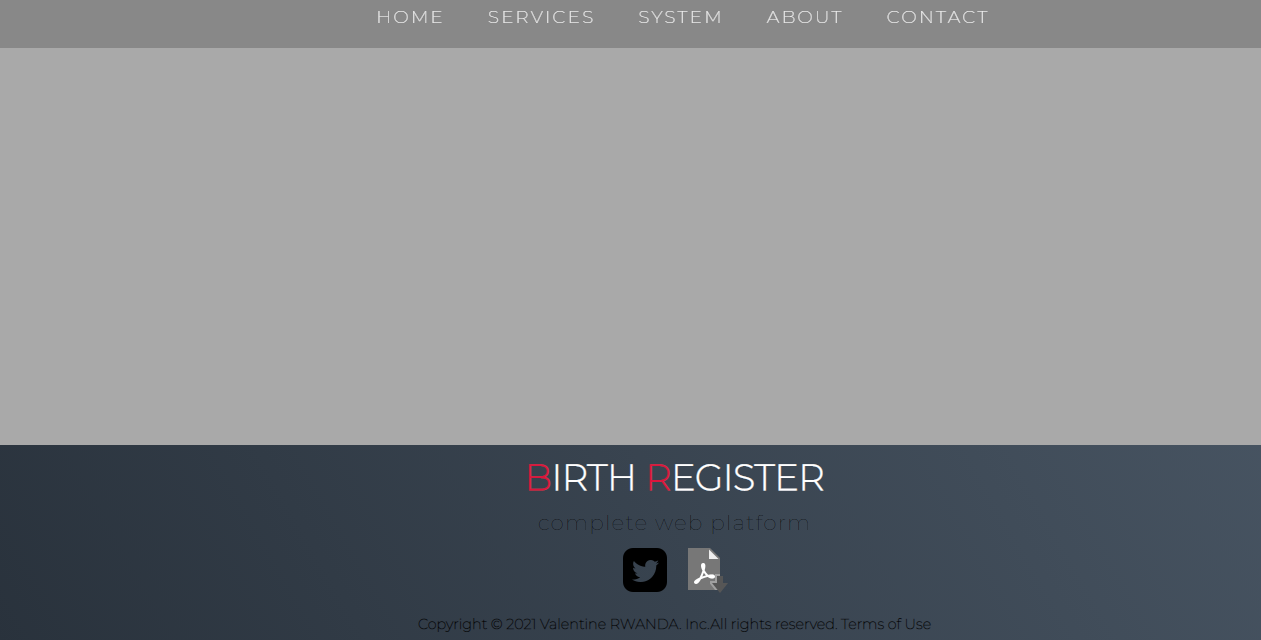 HOME SERVICES SYSTEM ABOUT CONTACT
BIRTH REGISTER
complete web platform
Copyright © 2021 Valentine RWANDA. Inc.All rights reserved. Terms of Use